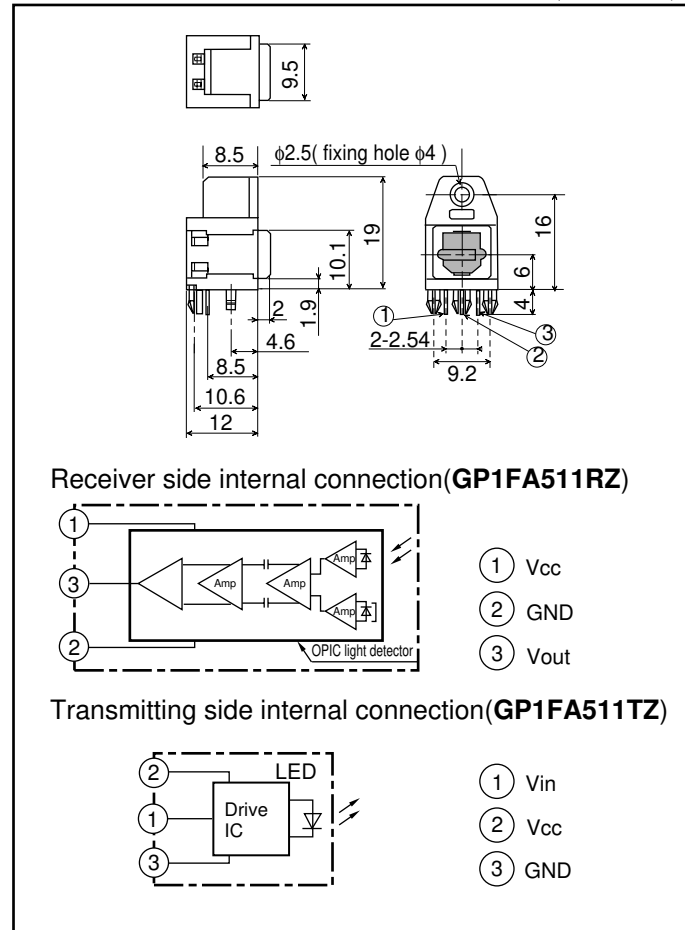 9.5
8.5
ϕ2.5( fixing hole ϕ4 )
19
10.1
1.9
2
4.6
8.5
10.6
12
16
6
4
①
③
②
2-2.54
9.2
Receiver side internal connection(GP1FA511RZ)
①
③
②
Amp
Amp
Amp
Amp
OPIC light detector
① Vcc
② GND
③ Vout
Transmitting side internal connection(GP1FA511TZ)
②
①
③
LED
Drive
IC
① Vin
② Vcc
③ GND